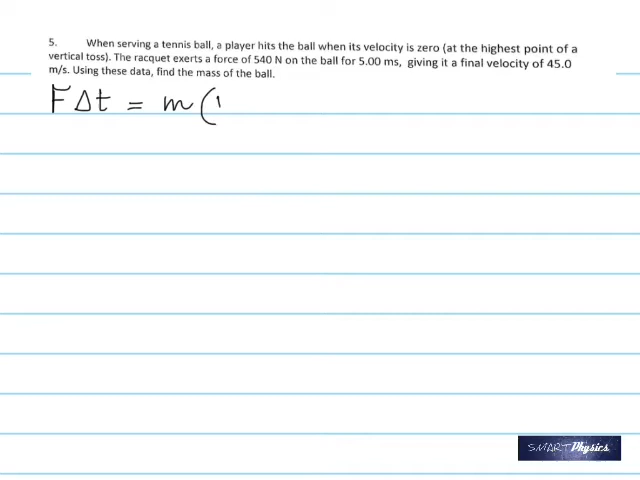 5. When serving a tennis ball, a player hits the ball when its velocity is zero (at the highest point of a
vertical toss). The racquet exerts a force of 540 N on the ball for 5.00 ms, giving it a final velocity of 45.0
m/s. Using these data, find the mass of the ball.
FΔt = m (
SMART Physics